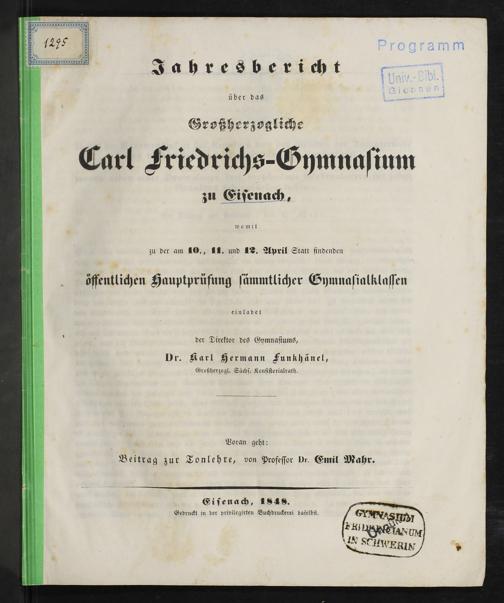 1295
Programm
Univ.-Bibl.
Giessen
Jahresbericht
über das
Großherzogliche
Carl Friedrichs-Gymnasium
zu Eisenach,
womit
zu der am 10., 11. und 12. April Statt findenden
öffentlichen Hauptprüfung sämmtlicher Gymnasialklassen
einladet
der Direktor des Gymnasiums,
Dr. Karl Hermann Funkhänel,
Großherzogl. Sächs. Konsistorialrath.
Voran geht:
Beitrag zur Tonlehre, von Professor Dr. Emil Mahr.
Eisenach, 1848.
Gedruckt in der privilegirten Buchdruckerei daselbst.
GYMNASIUM
FRIDERICIANUM
IN SCHWERIN